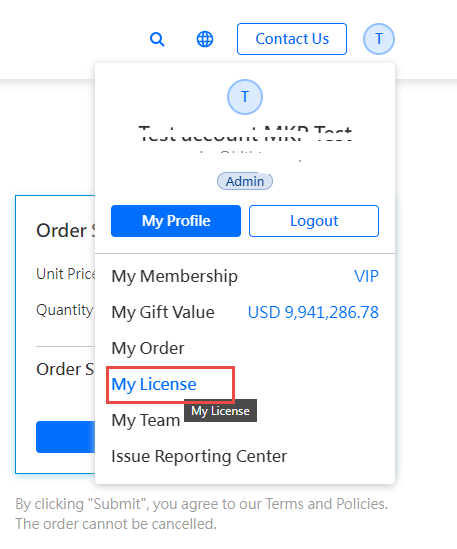 Contact Us
T
T
Test account MKP Test
Admin
My Profile
Logout
Order
Unit Price
Quantity
Order
My Membership
VIP
My Gift Value
USD 9,941,286.78
My Order
My License
My License
My Team
Issue Reporting Center
By clicking "Submit", you agree to our Terms and Policies.
The order cannot be cancelled.